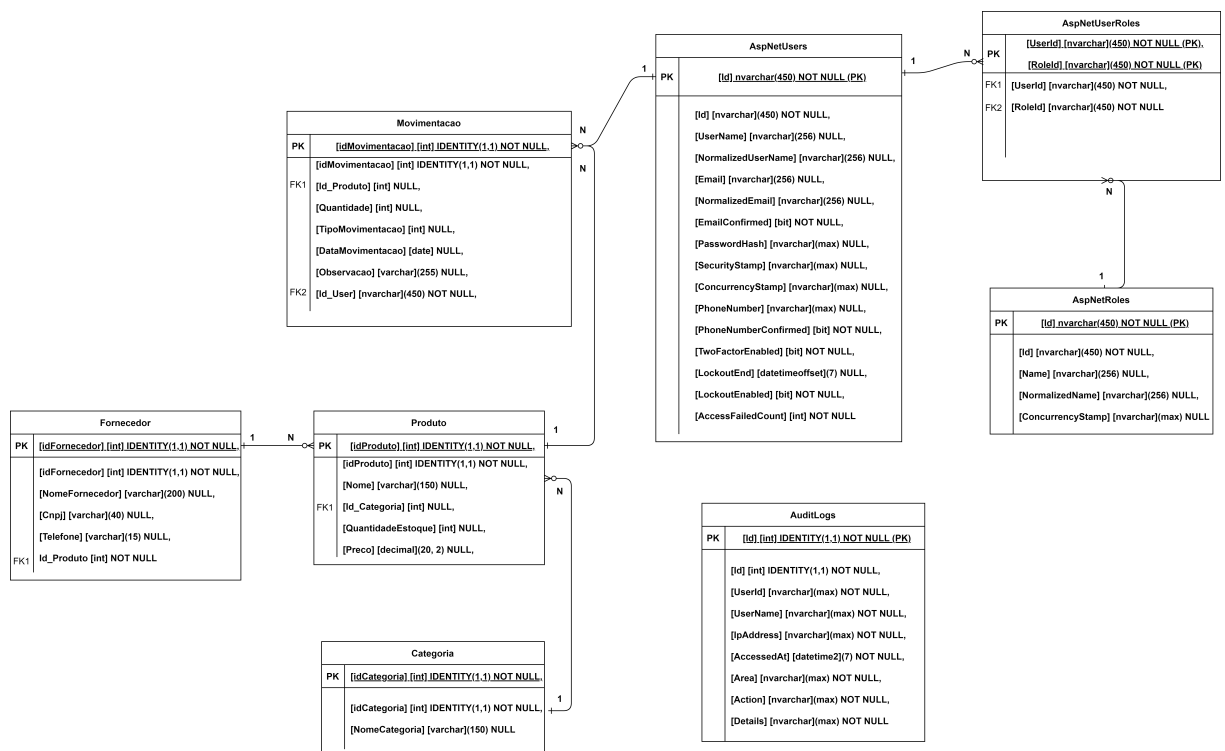 AspNetUserRoles
PK
[UserId] [nvarchar](450) NOT NULL (PK),
[RoleId] [nvarchar](450) NOT NULL (PK)
FK1 [UserId] [nvarchar](450) NOT NULL,
FK2 [RoleId] [nvarchar](450) NOT NULL
N
1
AspNetUsers
PK [Id] nvarchar(450) NOT NULL (PK)
[Id] [nvarchar](450) NOT NULL,
[UserName] [nvarchar](256) NULL,
[NormalizedUserName] [nvarchar](256) NULL,
[Email] [nvarchar](256) NULL,
[NormalizedEmail] [nvarchar](256) NULL,
[EmailConfirmed] [bit] NOT NULL,
[PasswordHash] [nvarchar](max) NULL,
[SecurityStamp] [nvarchar](max) NULL,
[ConcurrencyStamp] [nvarchar](max) NULL,
[PhoneNumber] [nvarchar](max) NULL,
[PhoneNumberConfirmed] [bit] NOT NULL,
[TwoFactorEnabled] [bit] NOT NULL,
[LockoutEnd] [datetimeoffset](7) NULL,
[LockoutEnabled] [bit] NOT NULL,
[AccessFailedCount] [int] NOT NULL
1
N
N
Movimentacao
PK [idMovimentacao] [int] IDENTITY(1,1) NOT NULL,
[idMovimentacao] [int] IDENTITY(1,1) NOT NULL,
FK1 [Id_Produto] [int] NULL,
[Quantidade] [int] NULL,
[TipoMovimentacao] [int] NULL,
[DataMovimentacao] [date] NULL,
[Observacao] [varchar](255) NULL,
FK2 [Id_User] [nvarchar](450) NOT NULL,
N
1
AspNetRoles
PK [Id] nvarchar(450) NOT NULL (PK)
[Id] [nvarchar](450) NOT NULL,
[Name] [nvarchar](256) NULL,
[NormalizedName] [nvarchar](256) NULL,
[ConcurrencyStamp] [nvarchar](max) NULL
Fornecedor
PK [idFornecedor] [int] IDENTITY(1,1) NOT NULL,
[idFornecedor] [int] IDENTITY(1,1) NOT NULL,
[NomeFornecedor] [varchar](200) NULL,
[Cnpj] [varchar](40) NULL,
[Telefone] [varchar](15) NULL,
FK1 Id_Produto [int] NOT NULL
1
N
Produto
PK [idProduto] [int] IDENTITY(1,1) NOT NULL,
[idProduto] [int] IDENTITY(1,1) NOT NULL,
[Nome] [varchar](150) NULL,
FK1 [Id_Categoria] [int] NULL,
[QuantidadeEstoque] [int] NULL,
[Preco] [decimal](20, 2) NULL,
1
N
Categoria
PK [idCategoria] [int] IDENTITY(1,1) NOT NULL,
[idCategoria] [int] IDENTITY(1,1) NOT NULL,
[NomeCategoria] [varchar](150) NULL
1
AuditLogs
PK [Id] [int] IDENTITY(1,1) NOT NULL (PK)
[Id] [int] IDENTITY(1,1) NOT NULL,
[UserId] [nvarchar](max) NOT NULL,
[UserName] [nvarchar](max) NOT NULL,
[IpAddress] [nvarchar](max) NOT NULL,
[AccessedAt] [datetime2](7) NOT NULL,
[Area] [nvarchar](max) NOT NULL,
[Action] [nvarchar](max) NOT NULL,
[Details] [nvarchar](max) NOT NULL